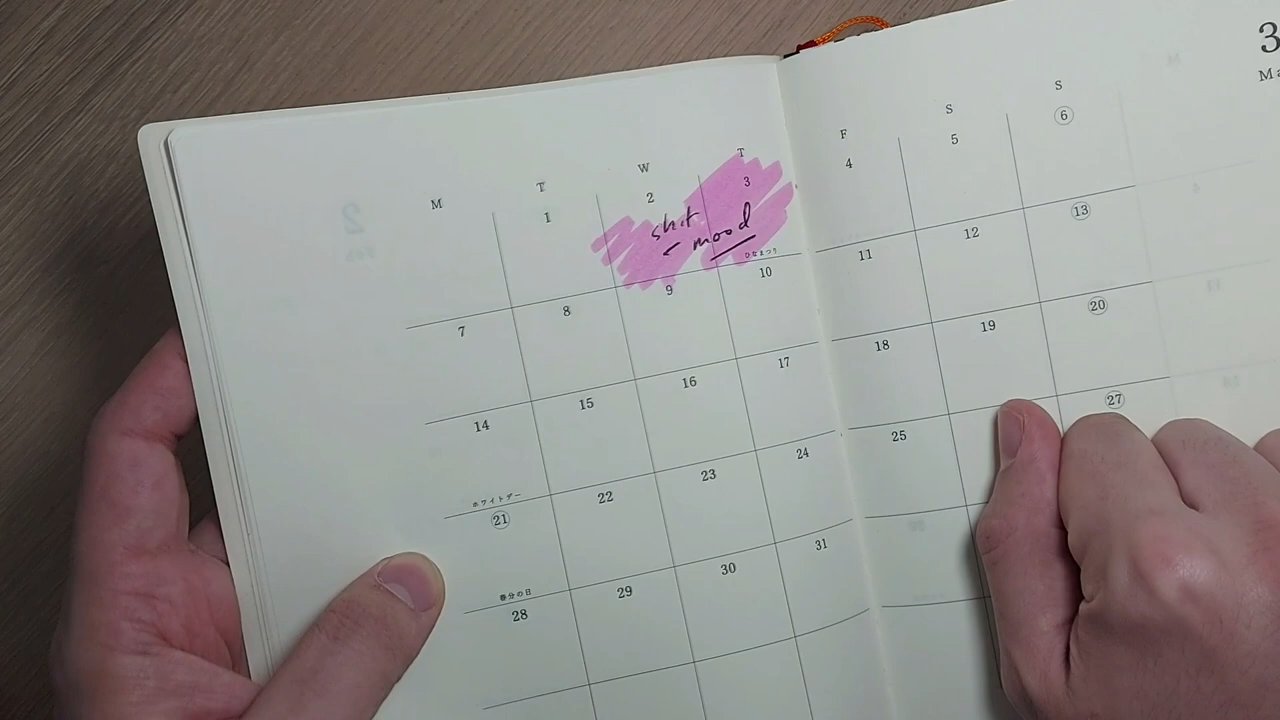 3
Ma
M T W T F S S
1 2 3 4 5 6
shit
← mood
ひなまつり
7 8 9 10 11 12 13
14 15 16 17 18 19 20
ホワイトデー
21 22 23 24 25 27
春分の日
28 29 30 31
2